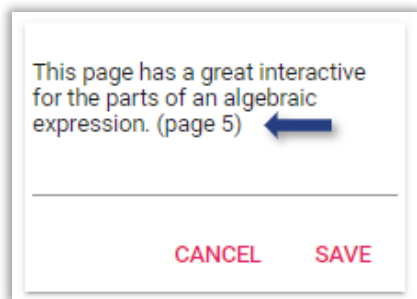 This page has a great interactive
for the parts of an algebraic
expression. (page 5)
CANCEL SAVE